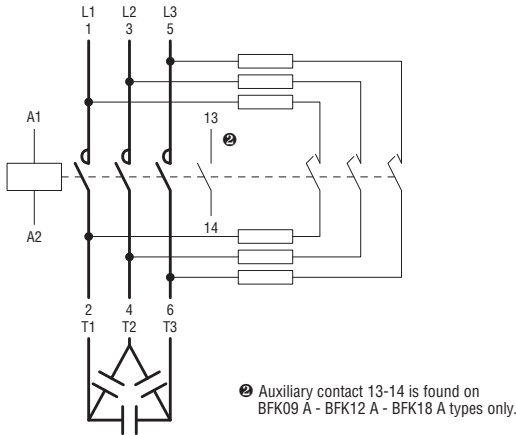 L1 L2 L3
1 3 5
A1
13
❷
14
A2
2 4 6
T1 T2 T3
❷ Auxiliary contact 13-14 is found on
BFK09 A - BFK12 A - BFK18 A types only.